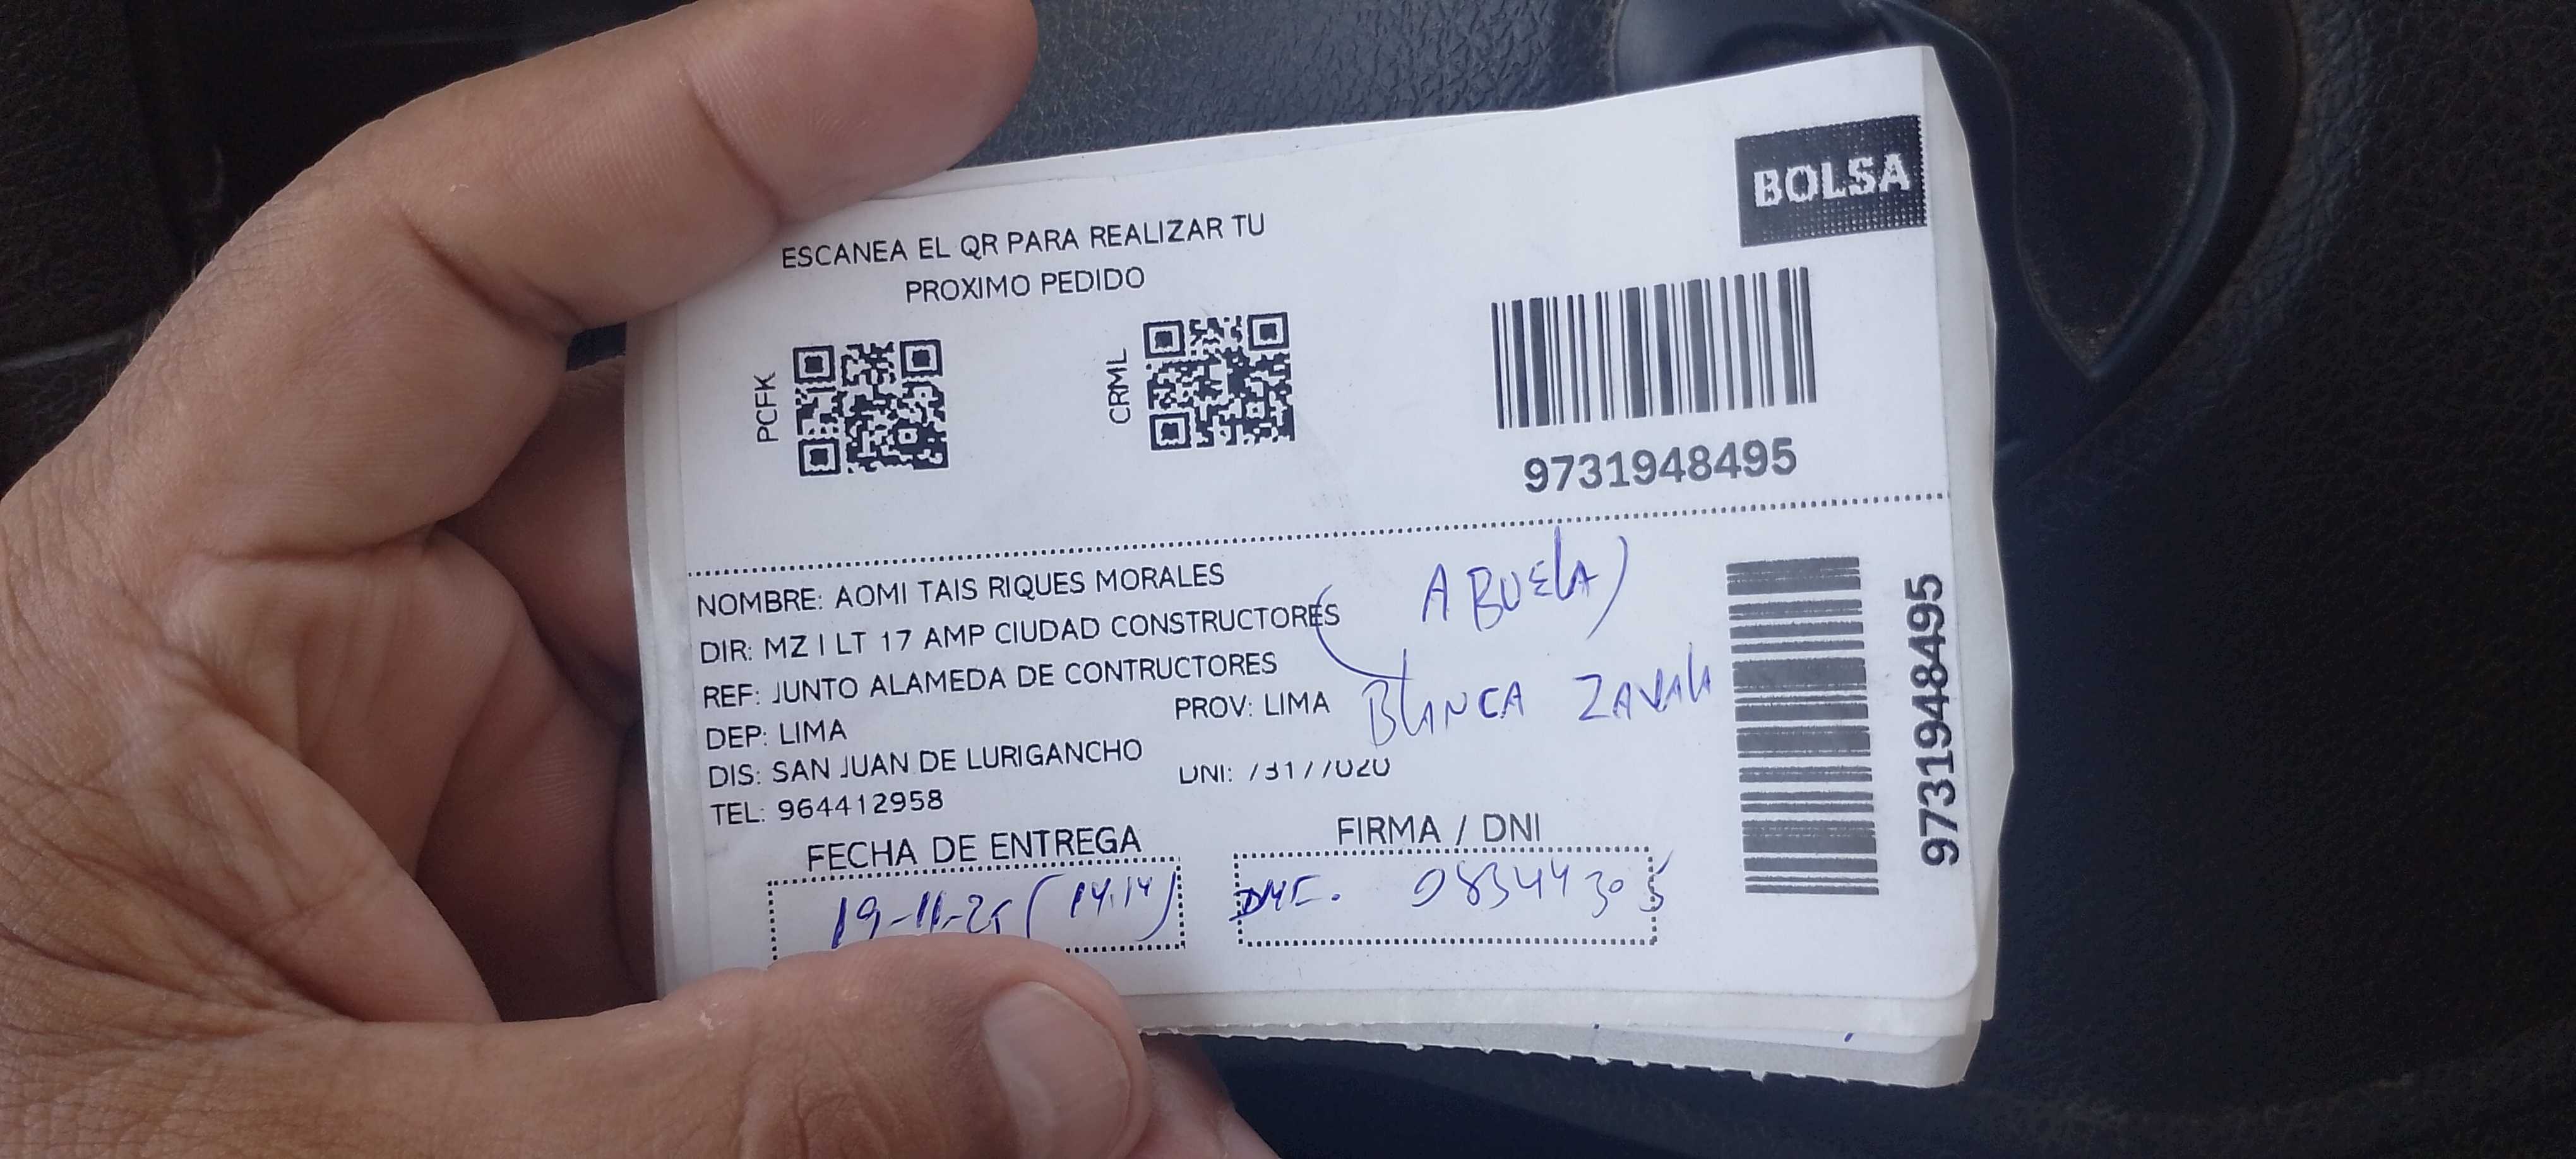 BOLSA
ESCANEA EL QR PARA REALIZAR TU
PROXIMO PEDIDO
PCFK
CRML
9731948495
NOMBRE: AOMI TAIS RIQUES MORALES
(ABUELA)
DIR: MZ I LT 17 AMP CIUDAD CONSTRUCTORES
REF: JUNTO ALAMEDA DE CONTRUCTORES
DEP: LIMA
PROV: LIMA
BLANCA ZAVALA
DIS: SAN JUAN DE LURIGANCHO
DNI:
TEL: 964412958
9731948495
FECHA DE ENTREGA
FIRMA / DNI
19-11-25 (14.14)
09834430